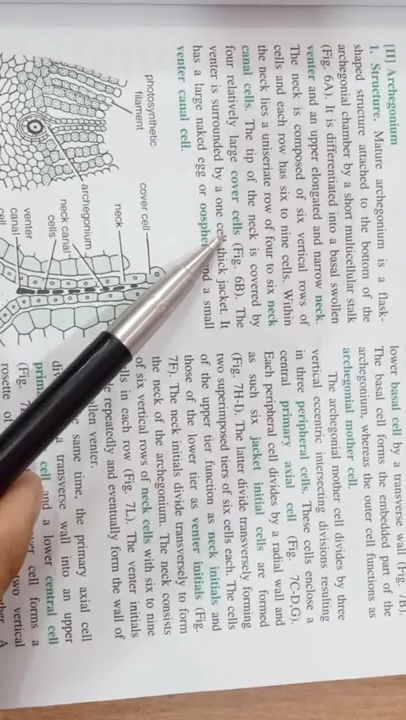 [II] Archegonium
1. Structure. Mature archegonium is a flask-
shaped structure attached to the bottom of the
archegonial chamber by a short multicellular stalk
(Fig. 6A). It is differentiated into a basal swollen
venter and an upper elongated and narrow neck.
The neck is composed of six vertical rows of
cells and each row has six to nine cells. Within
the neck lies a uniseriate row of four to six neck
canal cells. The tip of the neck is covered by
four relatively large cover cells (Fig. 6B). The
venter is surrounded by a one cell thick jacket. It
has a large naked egg or and a small
venter canal cell.
photosynthetic
filament
archegonium
cover cell
neck
neck canal
cells
venter
canal
cell
lower basal cell by a transverse wall (Fig. 7B).
The basal cell forms the embedded part of the
archegonium, whereas the outer cell functions as
archegonial mother cell.
The archegonial mother cell divides by three
vertical eccentric intersecting divisions resulting
in three peripheral cells. These cells enclose a
central primary axial cell (Fig. 7C-D,G).
Each peripheral cell divides by a radial wall and
as such six jacket initial cells are formed
(Fig. 7H-I). The latter divide transversely forming
two superimposed tiers of six cells each. The cells
of the upper tier function as neck initials and
those of the lower tier as venter initials (Fig.
7F). The neck initials divide transversely to form
the neck of the archegonium. The neck consists
of six vertical rows of neck cells with six to nine
in each row (Fig. 7L). The venter initials
repeatedly and eventually form the wall of
venter.
same time, the primary axial cell
a transverse wall into an upper
cell and a lower central cell
(Fig. cell forms a
rosette of two vertical